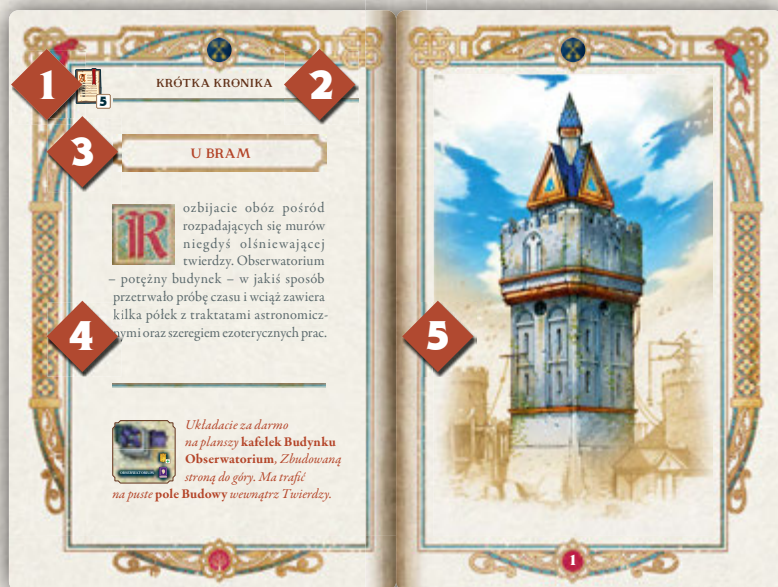 1
5
KRÓTKA KRONIKA
2
3
U BRAM
Rozbijacie obóz pośród
rozpadających się murów
niegdyś olśniewającej
twierdzy. Obserwatorium
– potężny budynek – w jakiś sposób
przetrwało próbę czasu i wciąż zawiera
kilka półek z traktatami astronomicz-
nymi oraz szeregiem ezoterycznych prac.
4
5
Układacie za darmo
na planszy kafelek Budynku
Obserwatorium, Zbudowaną
stroną do góry. Ma trafić
na puste pole Budowy wewnątrz Twierdzy.
OBSERWATORIUM
1